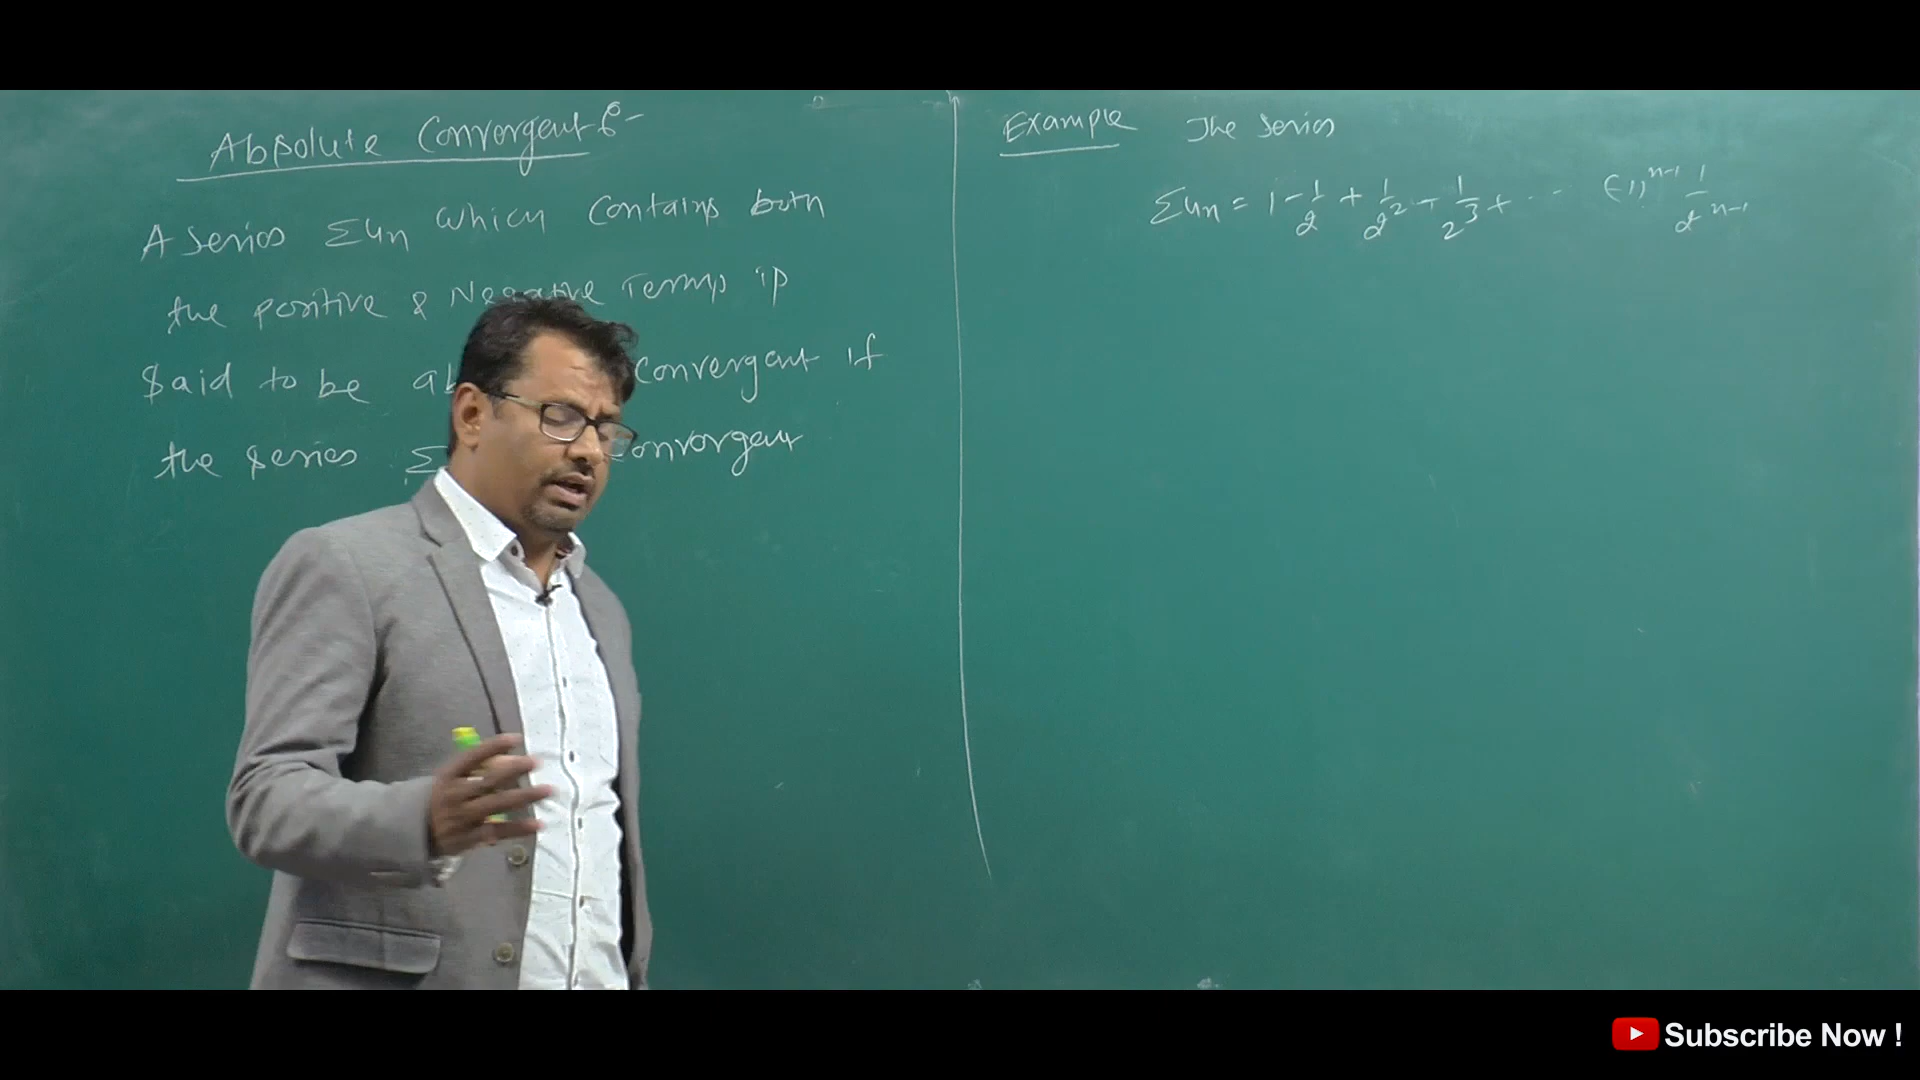 Absolute Convergent :-
A series Σun which contains both
the positive & Negative Terms is
said to be convergent if
the series Σ convergent
Example The series
Σun = 1 - 1/2 + 1/2² - 1/2³ + ... (-1)ⁿ⁻¹ 1/2ⁿ⁻¹
Subscribe Now !